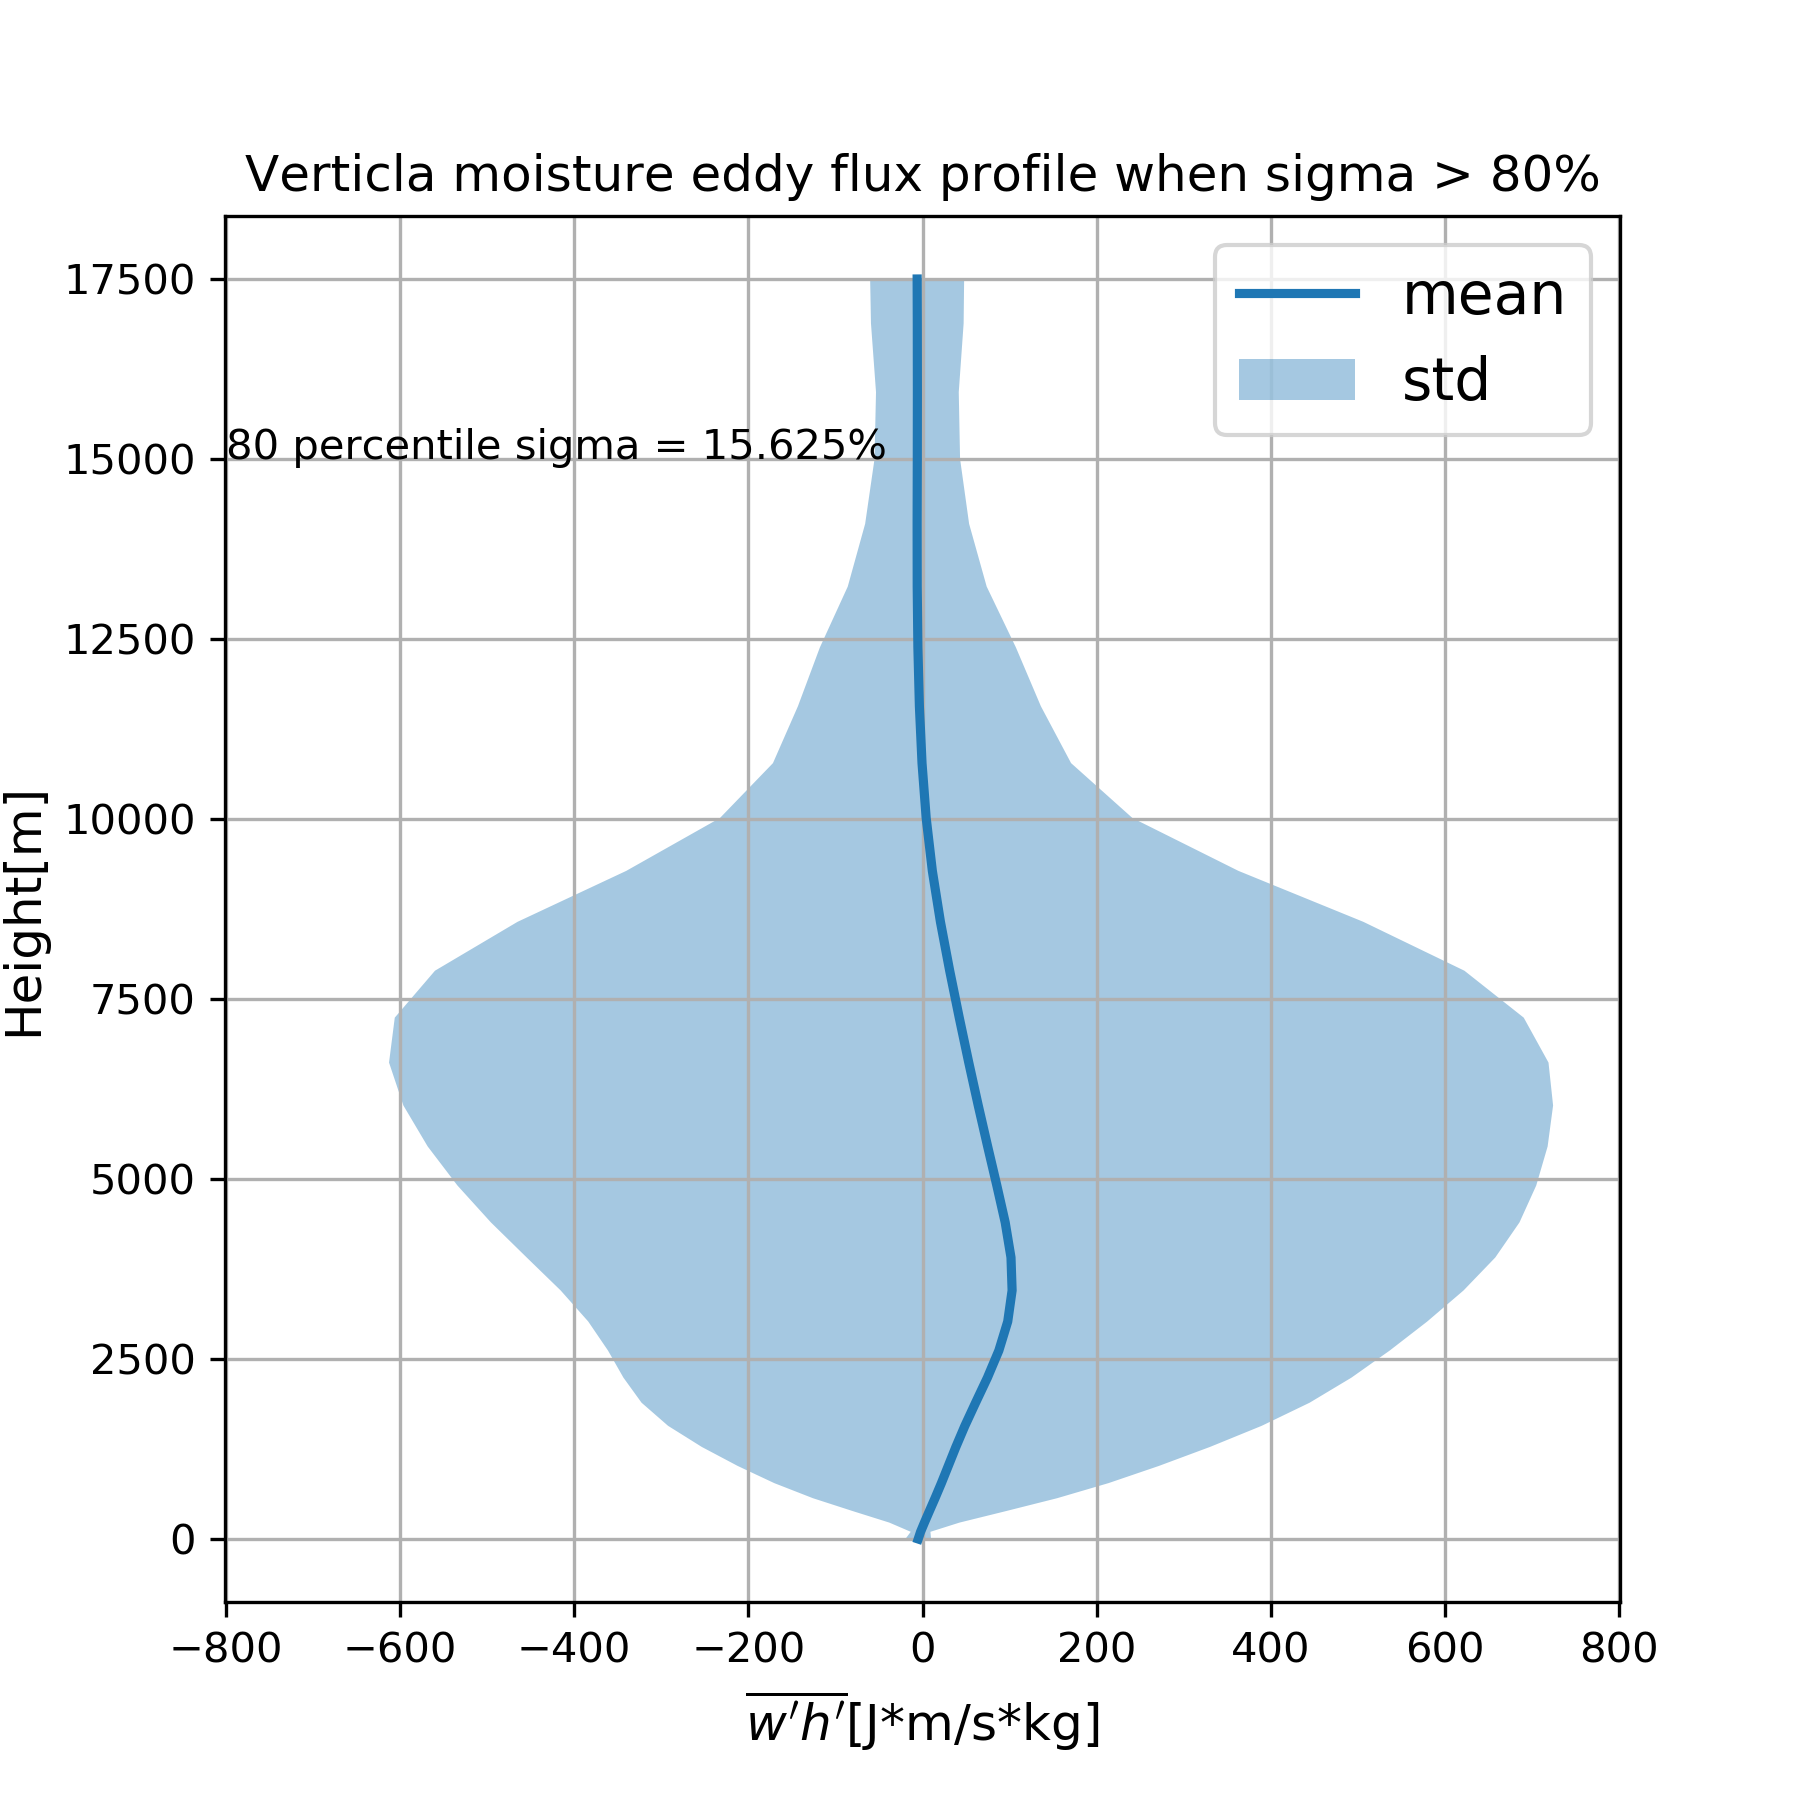 Verticla moisture eddy flux profile when sigma > 80%
17500
15000
12500
10000
7500
5000
2500
0
Height[m]
mean
std
80 percentile sigma = 15.625%
−800 −600 −400 −200 0 200 400 600 800
w′h′[J*m/s*kg]